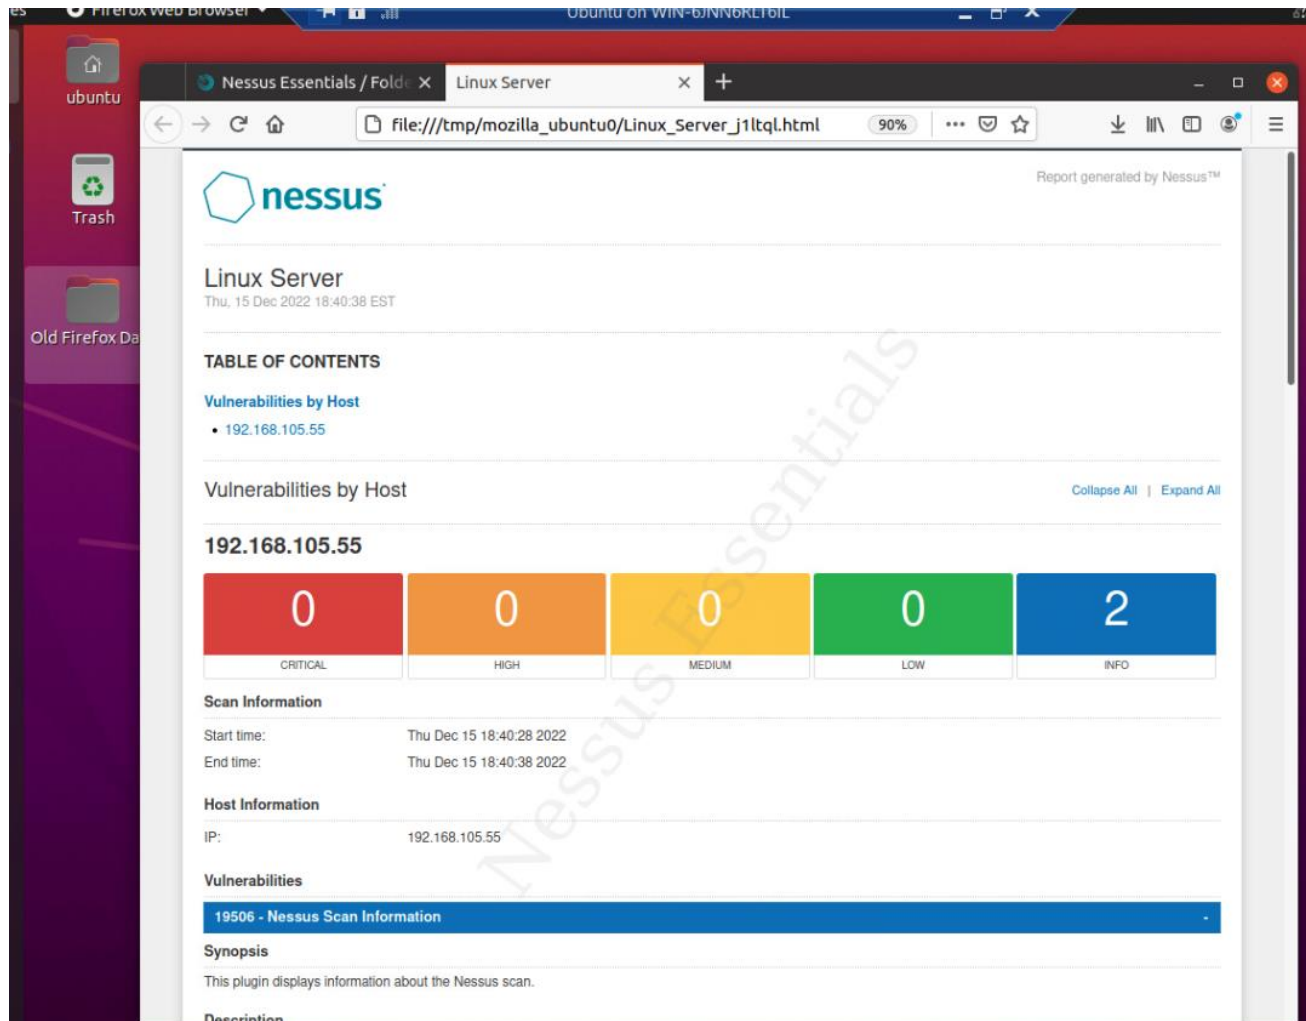 Firefox Web Browser
Ubuntu on WIN-6JNN6RLT6IL
ubuntu
Trash
Old Firefox Da
Nessus Essentials / Folde
Linux Server
file:///tmp/mozilla_ubuntu0/Linux_Server_j1ltql.html
90%
nessus
Report generated by Nessus™
Linux Server
Thu, 15 Dec 2022 18:40:38 EST
TABLE OF CONTENTS
Vulnerabilities by Host
• 192.168.105.55
Vulnerabilities by Host
Collapse All | Expand All
192.168.105.55
0 0 0 0 2
CRITICAL HIGH MEDIUM LOW INFO
Scan Information
Start time: Thu Dec 15 18:40:28 2022
End time: Thu Dec 15 18:40:38 2022
Host Information
IP: 192.168.105.55
Vulnerabilities
19506 - Nessus Scan Information -
Synopsis
This plugin displays information about the Nessus scan.
Description
Nessus Essentials